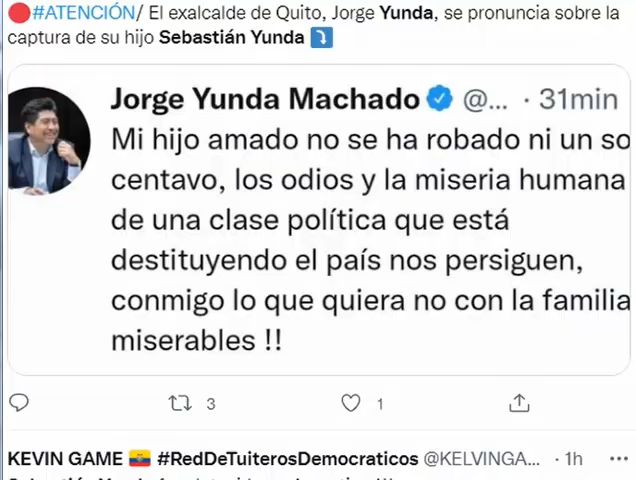 #ATENCIÓN/ El exalcalde de Quito, Jorge Yunda, se pronuncia sobre la
captura de su hijo Sebastián Yunda
Jorge Yunda Machado @... · 31min
Mi hijo amado no se ha robado ni un so
centavo, los odios y la miseria humana
de una clase política que está
destituyendo el país nos persiguen,
conmigo lo que quiera no con la familia
miserables !!
3 1
KEVIN GAME #RedDeTuiterosDemocraticos @KELVINGA... · 1h